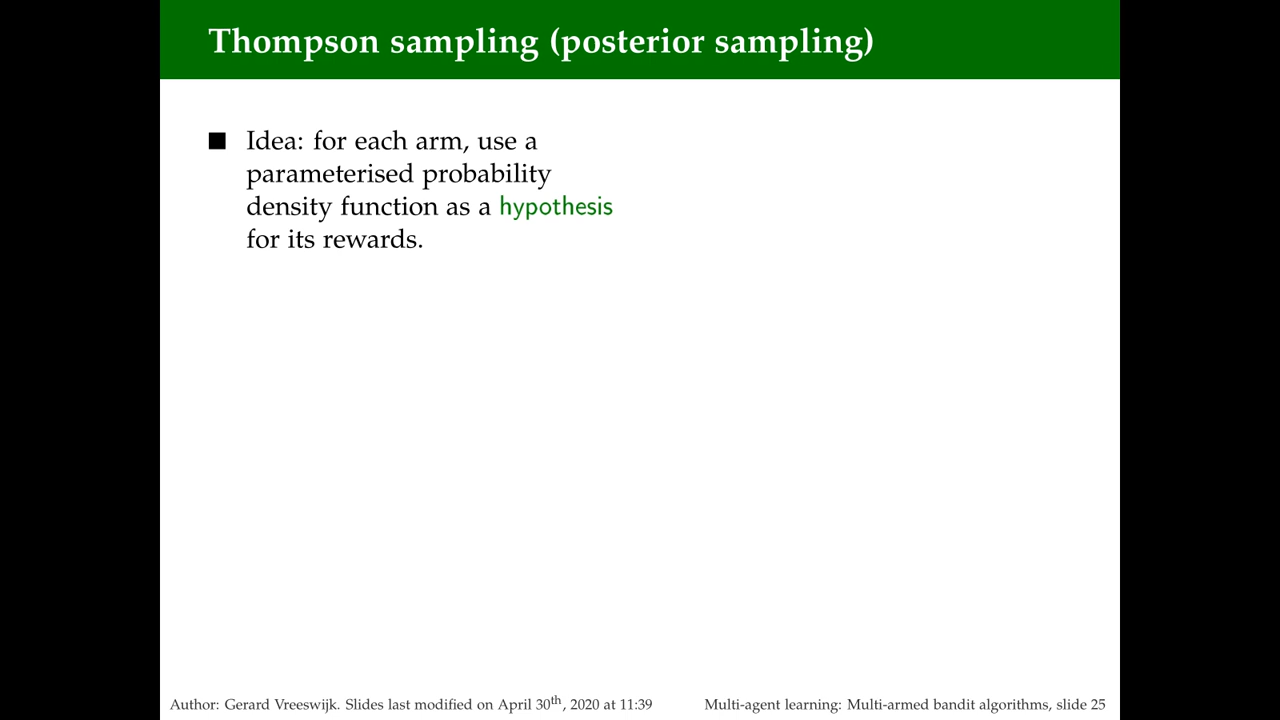 Thompson sampling (posterior sampling)
Idea: for each arm, use a
parameterised probability
density function as a hypothesis
for its rewards.
Author: Gerard Vreeswijk. Slides last modified on April 30th, 2020 at 11:39
Multi-agent learning: Multi-armed bandit algorithms, slide 25